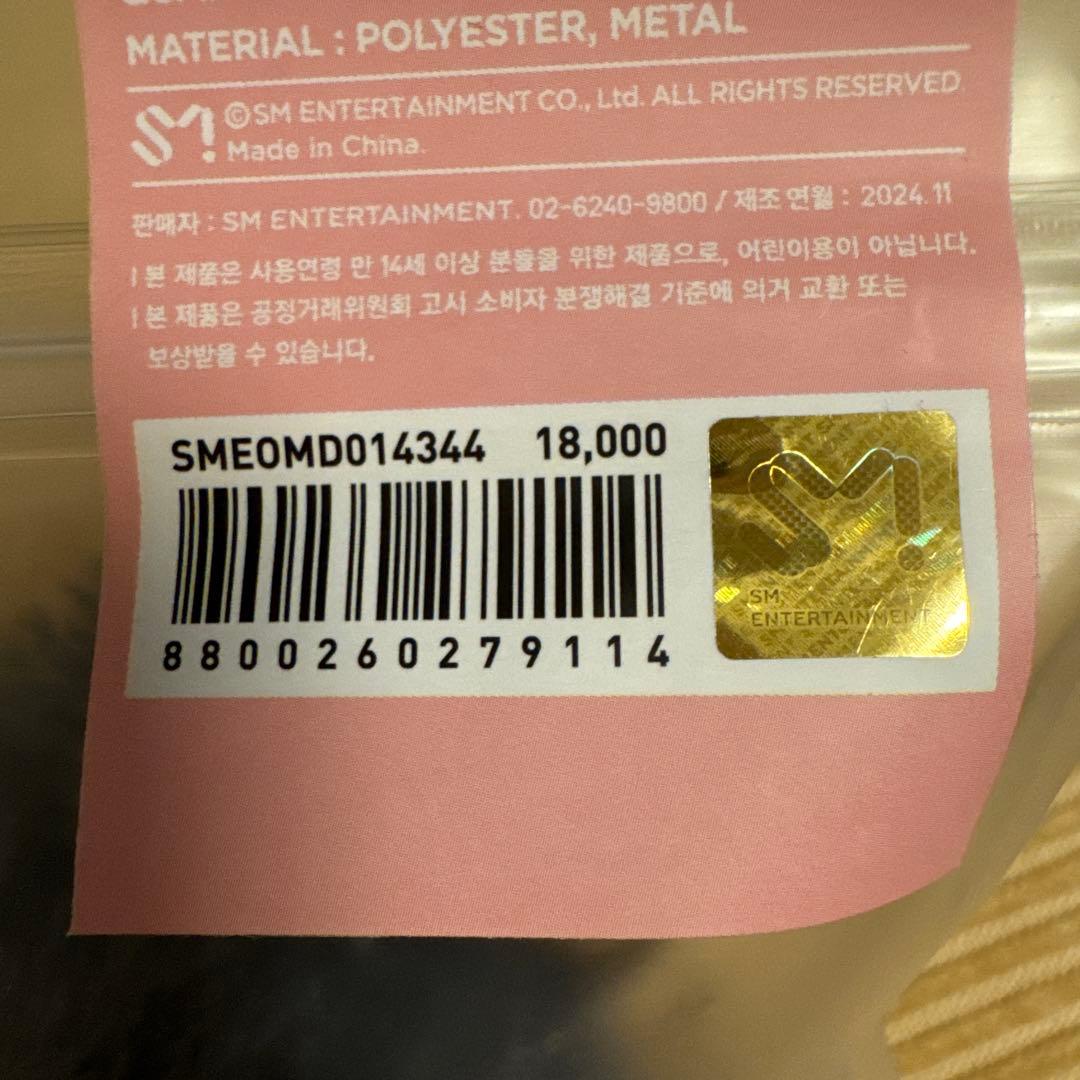 MATERIAL : POLYESTER, METAL
SM!
©SM ENTERTAINMENT CO., Ltd. ALL RIGHTS RESERVED.
Made in China.
판매자 : SM ENTERTAINMENT. 02-6240-9800 / 제조 연월 : 2024.11
ㅣ본 제품은 사용연령 만 14세 이상 분들을 위한 제품으로, 어린이용이 아닙니다.
ㅣ본 제품은 공정거래위원회 고시 소비자 분쟁해결 기준에 의거 교환 또는
보상받을 수 있습니다.
SMEOMD014344 18,000
8800260279114
SM!
SM
ENTERTAINMENT